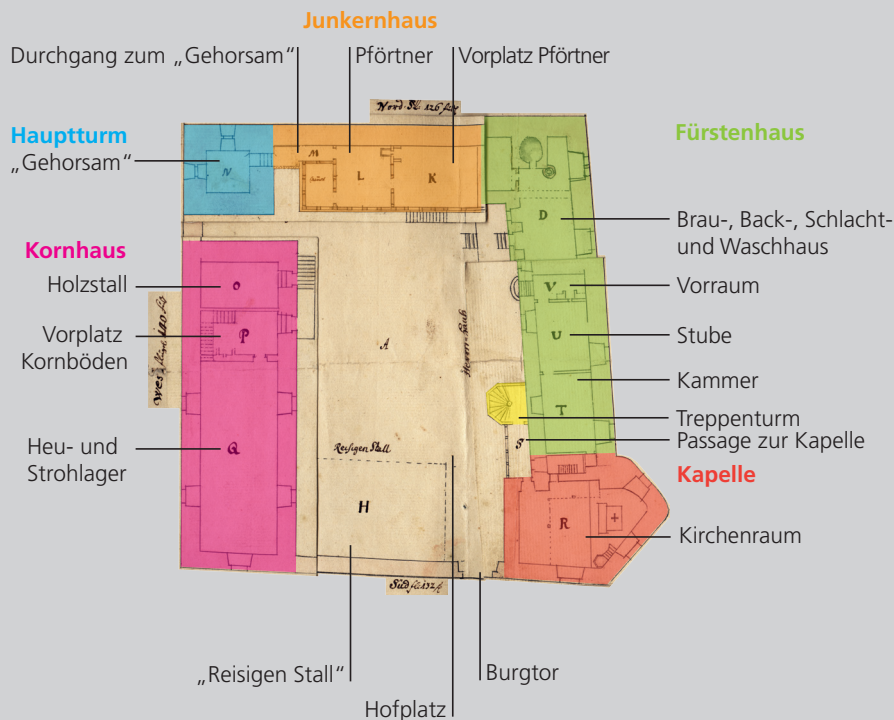 Junkernhaus
Durchgang zum „Gehorsam“
Pförtner
Vorplatz Pförtner
Hauptturm
„Gehorsam“
Fürstenhaus
M
N
L
K
D
Brau-, Back-, Schlacht-
und Waschhaus
Kornhaus
Holzstall
O
V
Vorraum
Vorplatz
Kornböden
P
A
U
Stube
Kammer
T
Treppenturm
S
Passage zur Kapelle
Heu- und
Strohlager
Q
Reisigen Stall
Kapelle
H
R
Kirchenraum
„Reisigen Stall“
Burgtor
Hofplatz